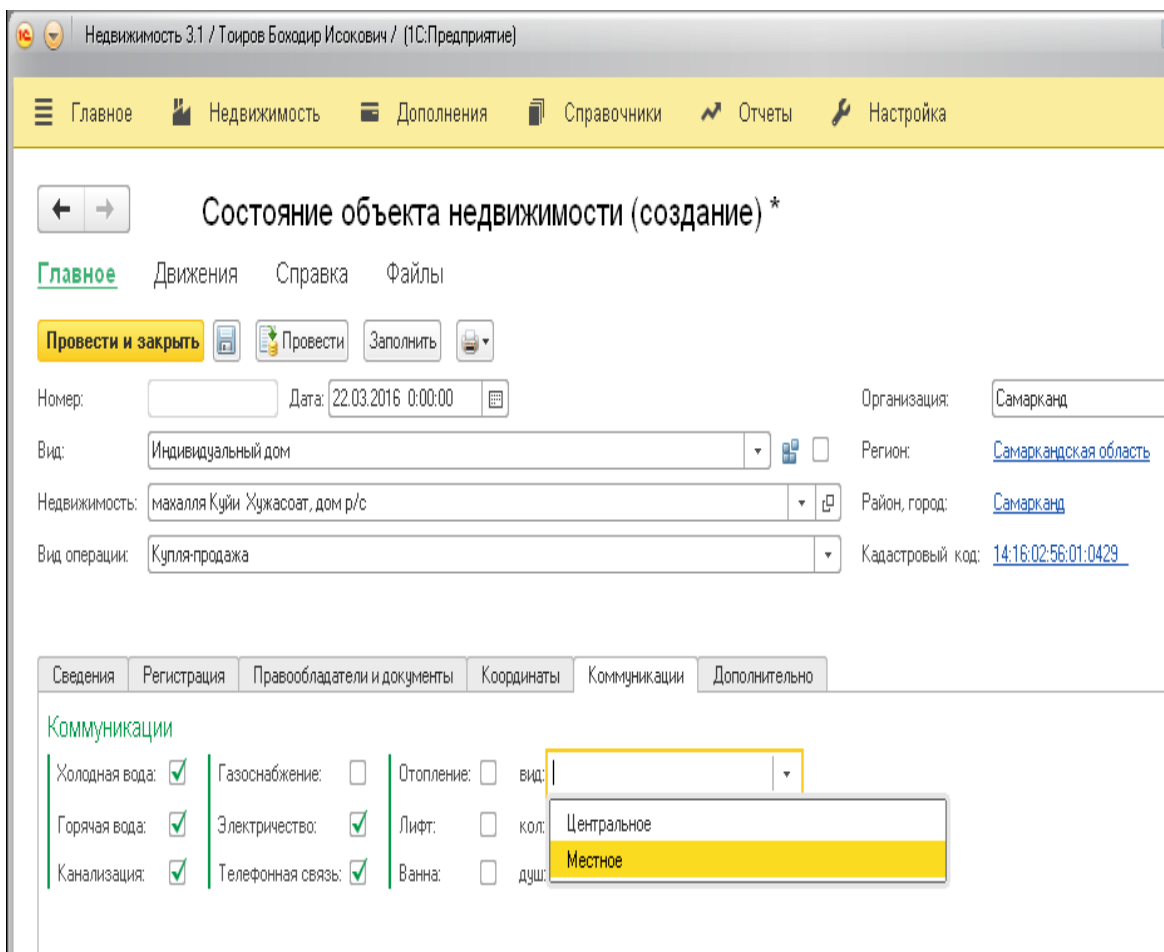 1С Недвижимость 3.1 / Тоиров Боходир Исокович / (1С:Предприятие)
Главное Недвижимость Дополнения Справочники Отчеты Настройка
Состояние объекта недвижимости (создание) *
Главное Движения Справка Файлы
Провести и закрыть Провести Заполнить
Номер: Дата: 22.03.2016 0:00:00 Организация: Самарканд
Вид: Индивидуальный дом Регион: Самаркандская область
Недвижимость: махалля Куйи Хужасоат, дом р/с Район, город: Самарканд
Вид операции: Купля-продажа Кадастровый код: 14:16:02:56:01:0429
Сведения Регистрация Правообладатели и документы Координаты Коммуникации Дополнительно
Коммуникации
Холодная вода: Газоснабжение: Отопление: вид:
Горячая вода: Электричество: Лифт: кол: Центральное
Местное
Канализация: Телефонная связь: Ванна: душ: